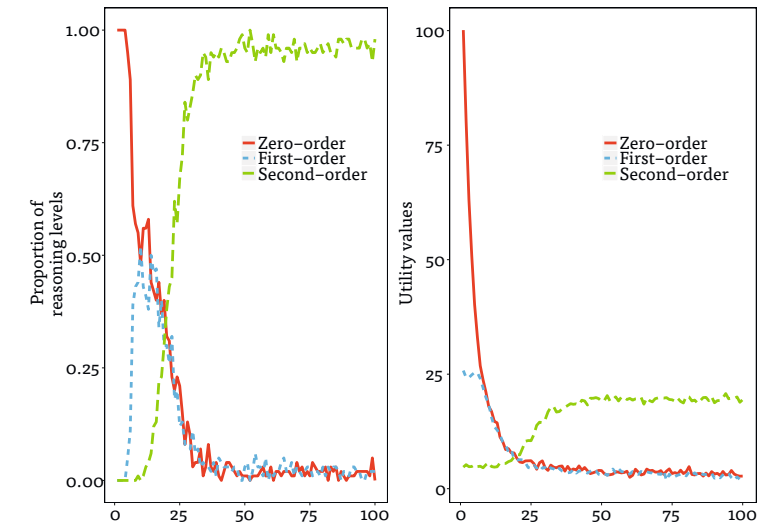 Proportion of
reasoning levels
1.00
0.75
0.50
0.25
0.00
Zero-order
First-order
Second-order
0
25
50
75
100
Utility values
100
75
50
25
0
Zero-order
First-order
Second-order
0
25
50
75
100